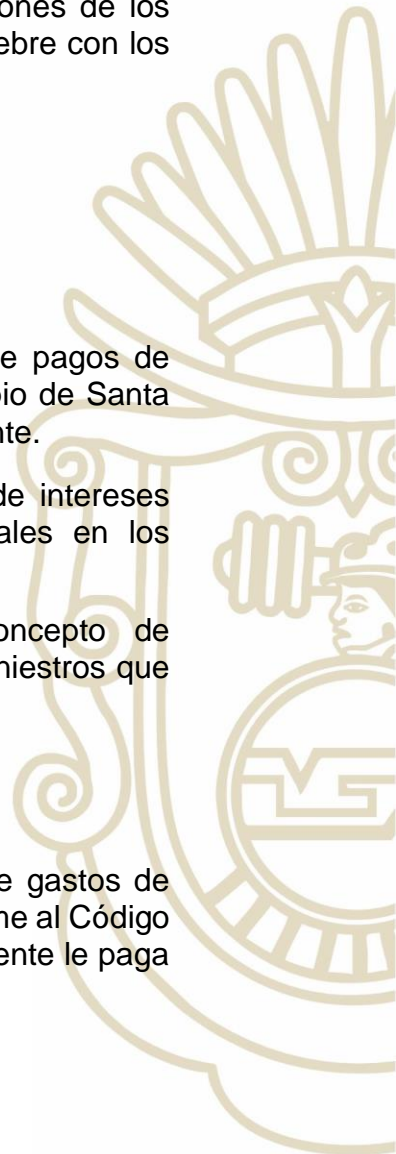 ones de los
ebre con los
e pagos de
io de Santa
nte.
de intereses
ales en los
oncepto de
niestros que
e gastos de
me al Código
ente le paga